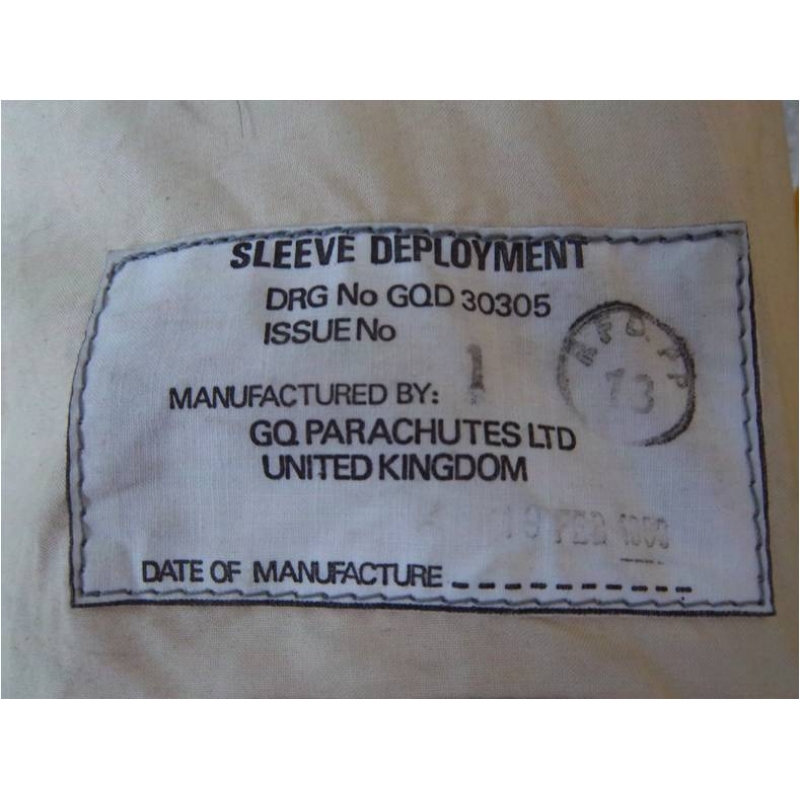 SLEEVE DEPLOYMENT
DRG No GQD 30305
ISSUE No
1
MANUFACTURED BY:
GQ PARACHUTES LTD
UNITED KINGDOM
19 FEB
DATE OF MANUFACTURE